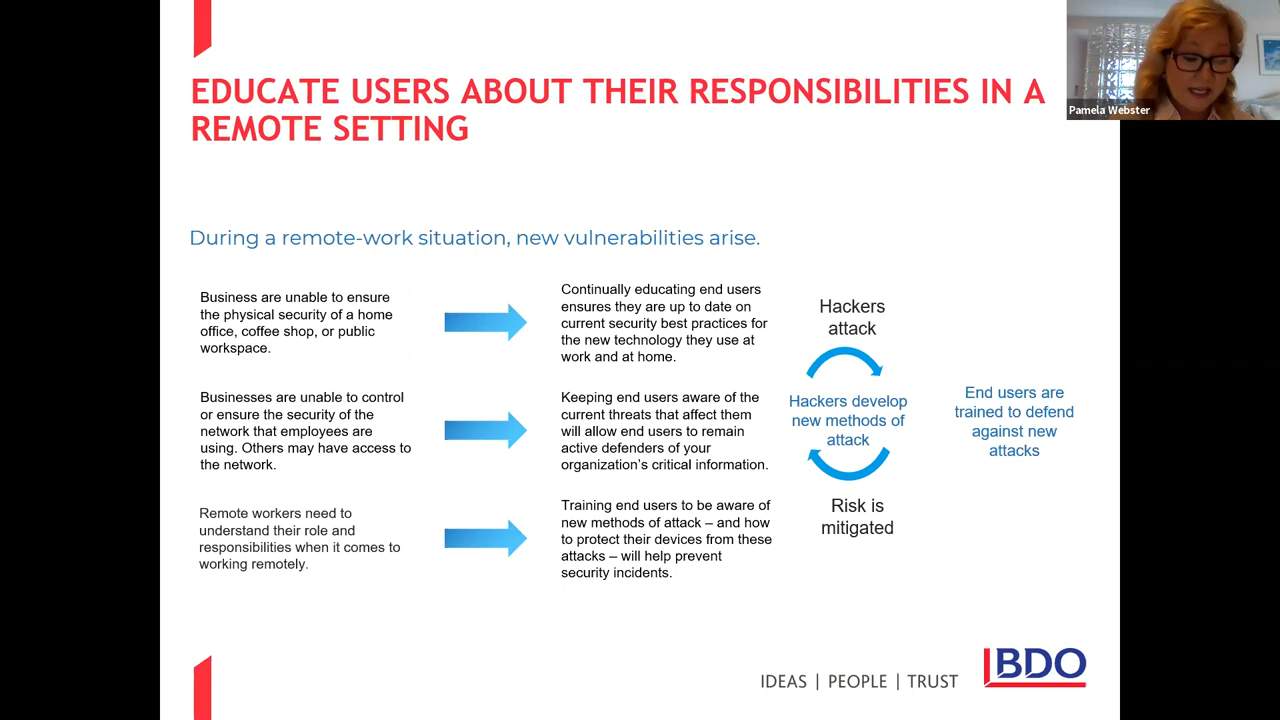 EDUCATE USERS ABOUT THEIR RESPONSIBILITIES IN A
REMOTE SETTING
Pamela Webster
During a remote-work situation, new vulnerabilities arise.
Business are unable to ensure
the physical security of a home
office, coffee shop, or public
workspace.
Continually educating end users
ensures they are up to date on
current security best practices for
the new technology they use at
work and at home.
Businesses are unable to control
or ensure the security of the
network that employees are
using. Others may have access to
the network.
Keeping end users aware of the
current threats that affect them
will allow end users to remain
active defenders of your
organization's critical information.
Remote workers need to
understand their role and
responsibilities when it comes to
working remotely.
Training end users to be aware of
new methods of attack – and how
to protect their devices from these
attacks – will help prevent
security incidents.
Hackers
attack
Hackers develop
new methods of
attack
Risk is
mitigated
End users are
trained to defend
against new
attacks
IDEAS | PEOPLE | TRUST
BDO